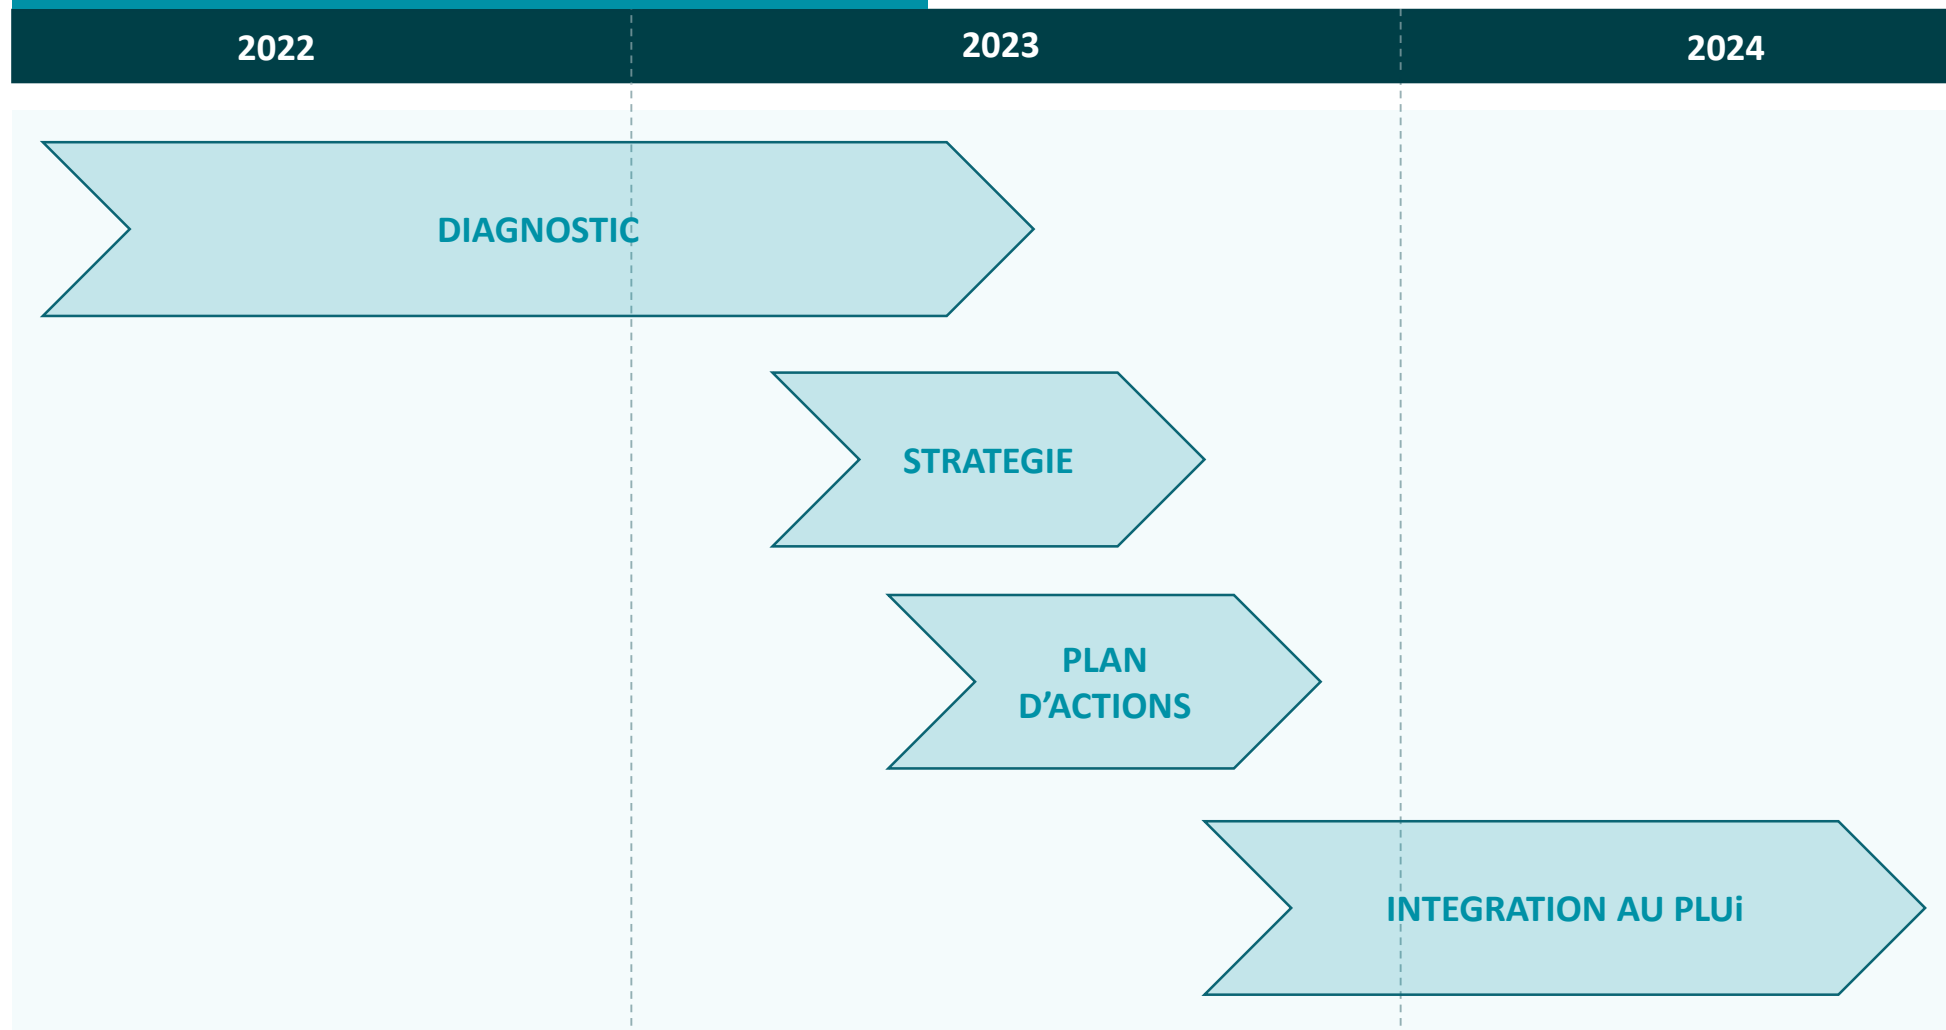 2022
2023
2024
DIAGNOSTIC
STRATEGIE
PLAN
D’ACTIONS
INTEGRATION AU PLUi